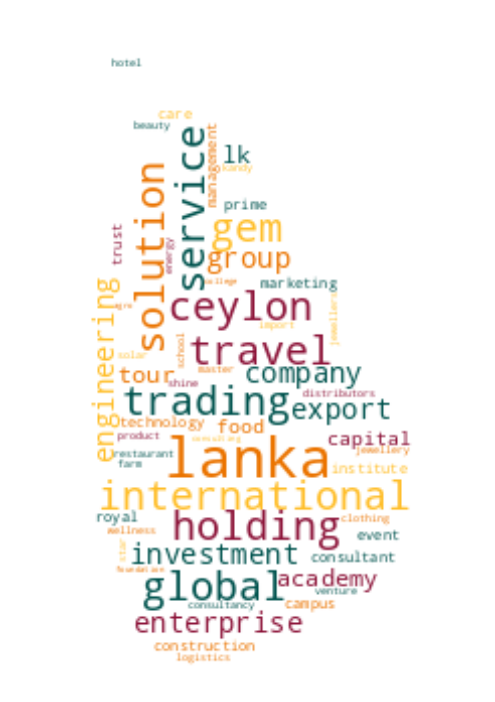 hotel
care
beauty
service
management
lk
kandy
solution
prime
trust
energy
gem
group
college
marketing
engineering
agro
ceylon
jewellers
import
school
solar
travel
master
tour
shine
company
distributors
trading
export
technology
food
product
consulting
capital
jewellery
lanka
restaurant
farm
institute
international
royal
holding
clothing
wellness
event
star
investment
consultant
foundation
global
academy
venture
consultancy
campus
enterprise
construction
logistics